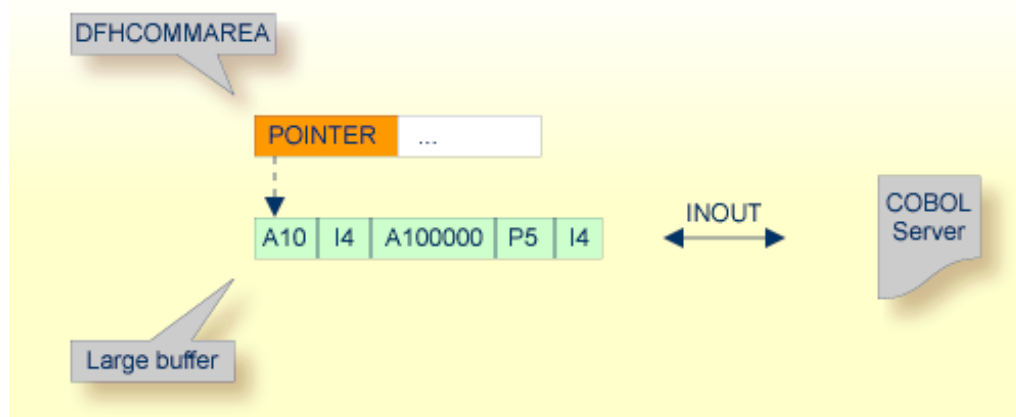 DFHCOMMAREA
POINTER ...
A10 I4 A100000 P5 I4
INOUT
COBOL
Server
Large buffer